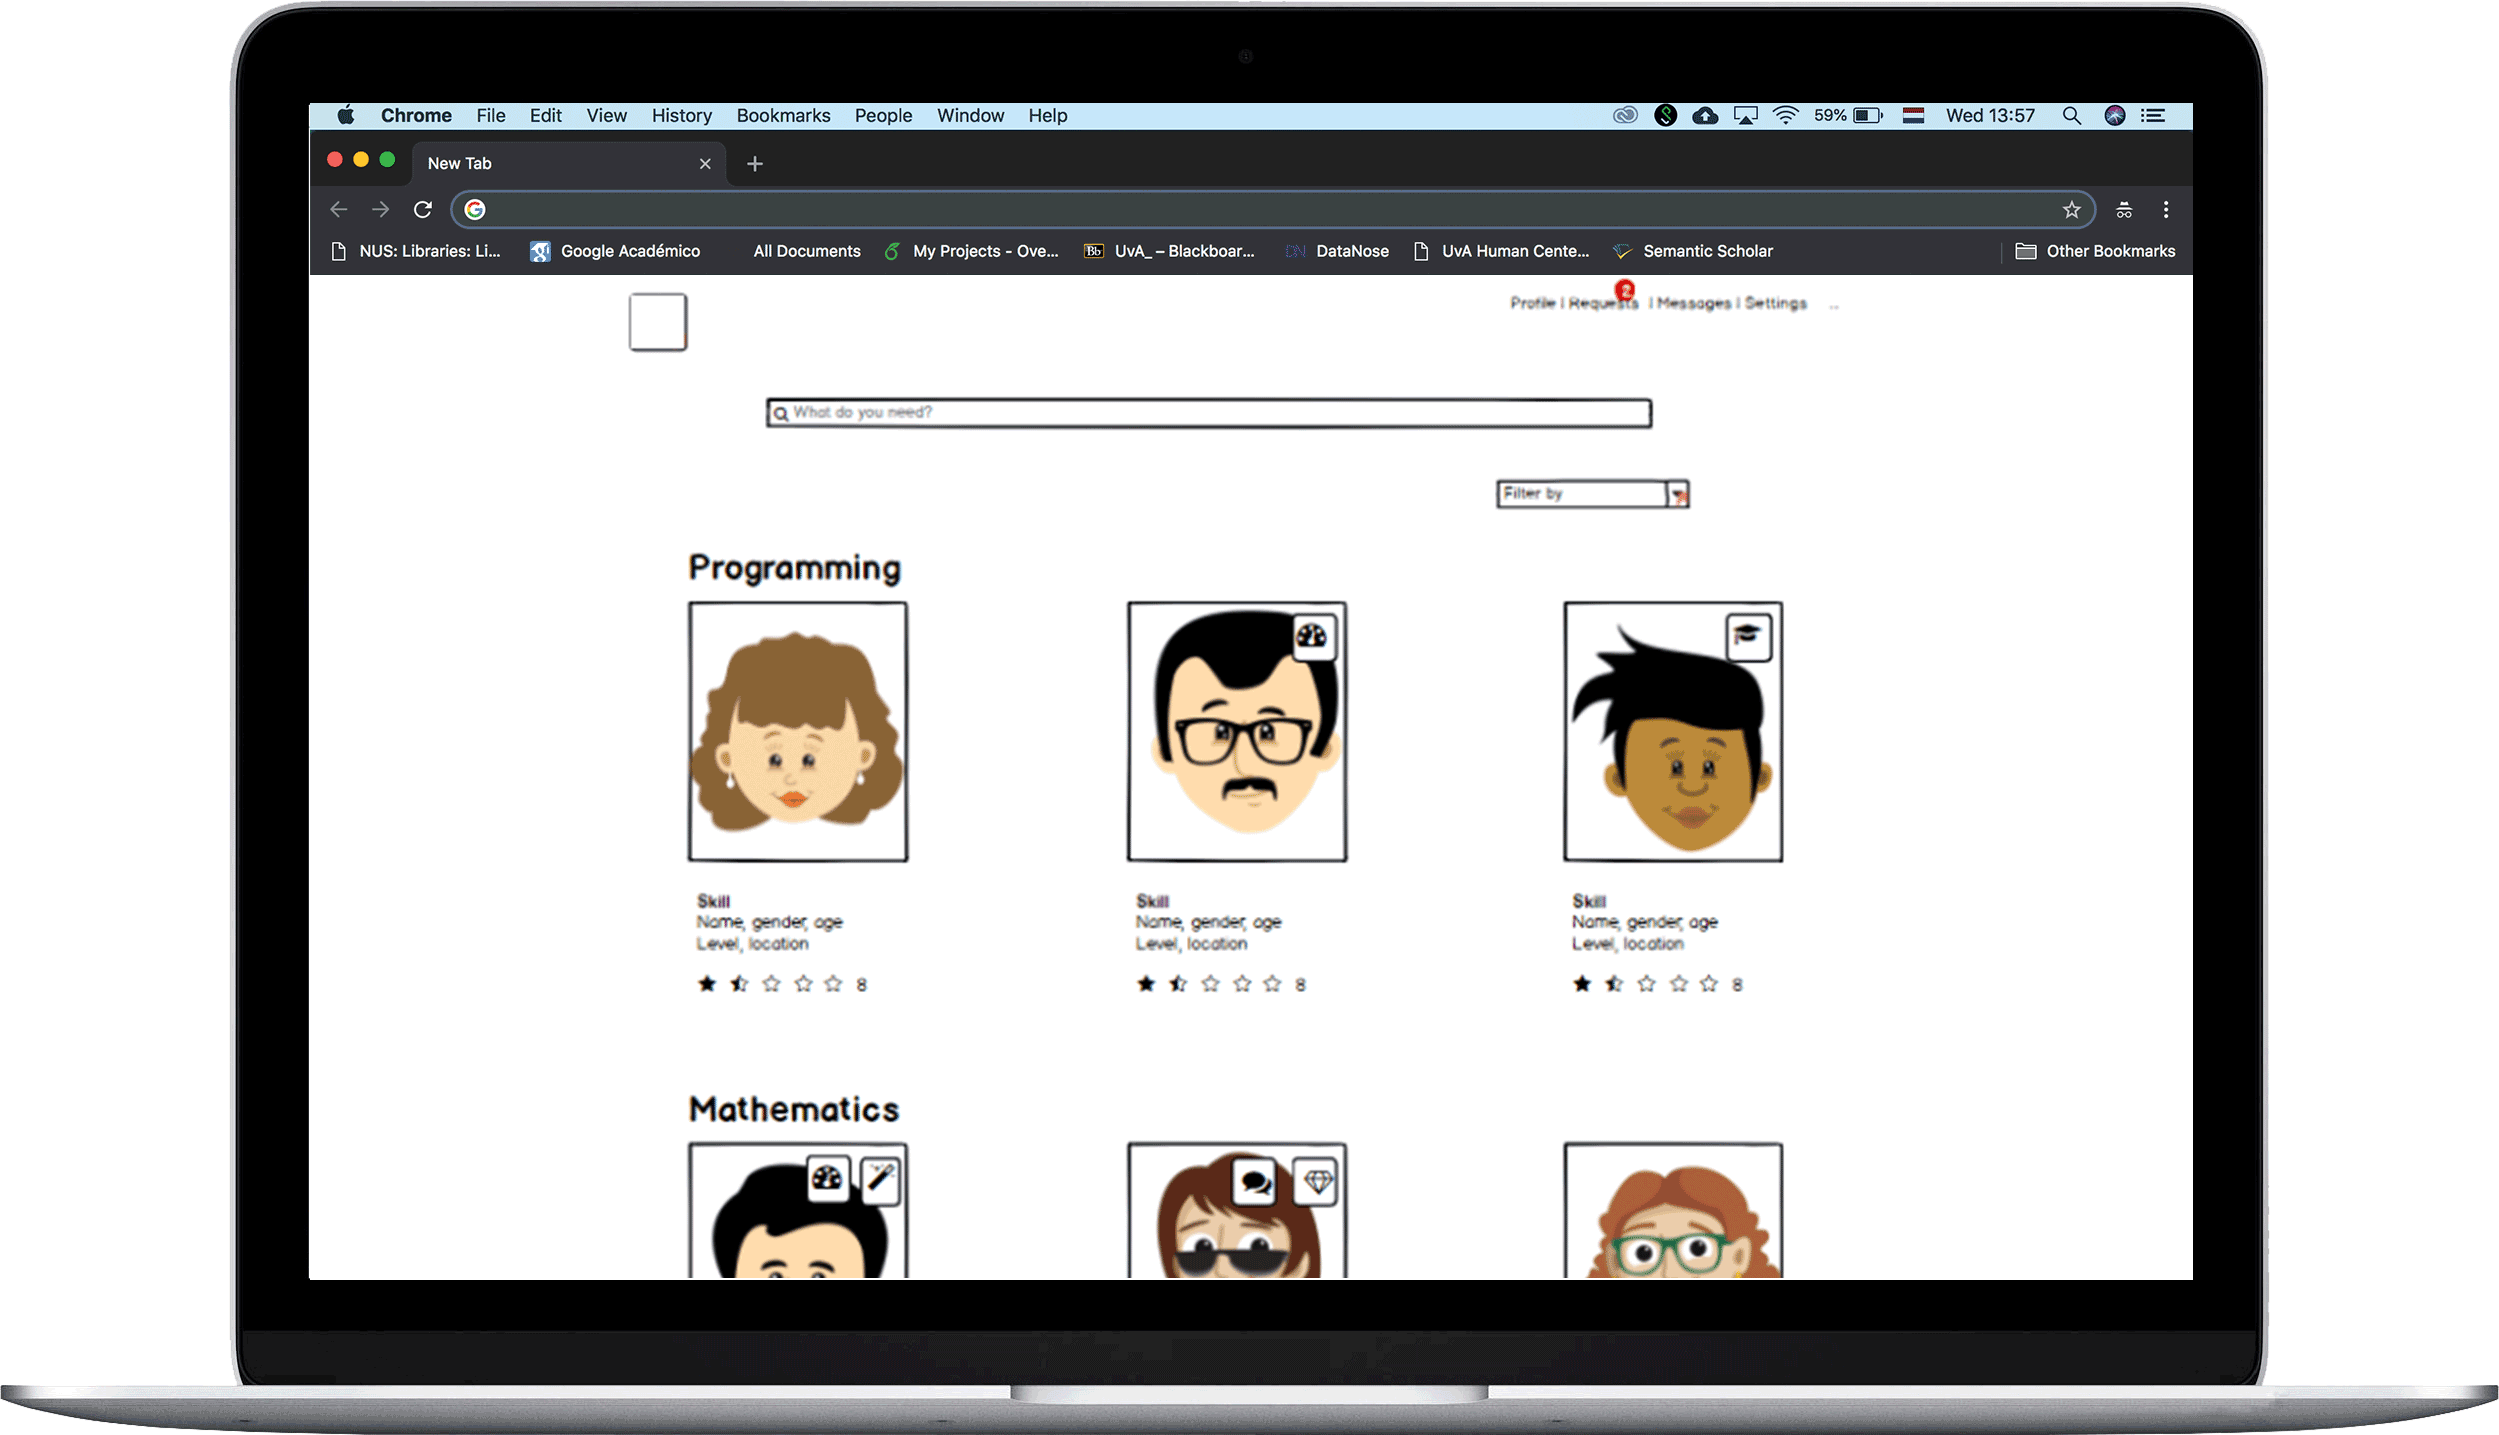 Chrome File Edit View History Bookmarks People Window Help 59% Wed 13:57
New Tab
NUS: Libraries: Li... Google Académico All Documents My Projects - Ove... Bb UvA_ – Blackboar... DN DataNose UvA Human Cente... Semantic Scholar Other Bookmarks
2
Profile | Requests | Messages | Settings ..
What do you need?
Filter by
Programming
Skill Skill Skill
Name, gender, age Name, gender, age Name, gender, age
Level, location Level, location Level, location
8 8 8
Mathematics